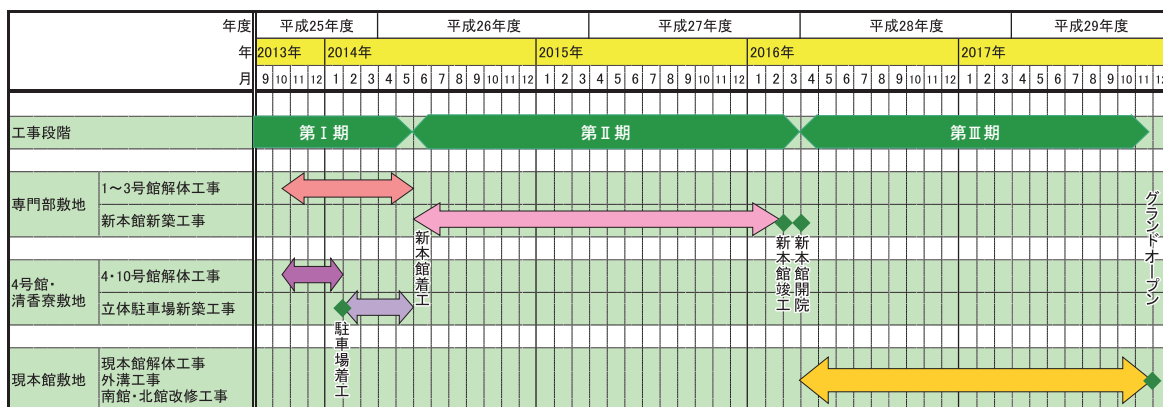 年度 平成25年度 平成26年度 平成27年度 平成28年度 平成29年度
年 2013年 2014年 2015年 2016年 2017年
月 9 10 11 12 1 2 3 4 5 6 7 8 9 10 11 12 1 2 3 4 5 6 7 8 9 10 11 12 1 2 3 4 5 6 7 8 9 10 11 12 1 2 3 4 5 6 7 8 9 10 11 12
工事段階 第Ⅰ期 第Ⅱ期 第Ⅲ期
専門部敷地
1〜3号館解体工事
新本館新築工事
新本館着工
新本館竣工
新本館開院
グランドオープン
4号館・
清香寮敷地
4・10号館解体工事
立体駐車場新築工事
駐車場着工
現本館敷地
現本館解体工事
外溝工事
南館・北館改修工事